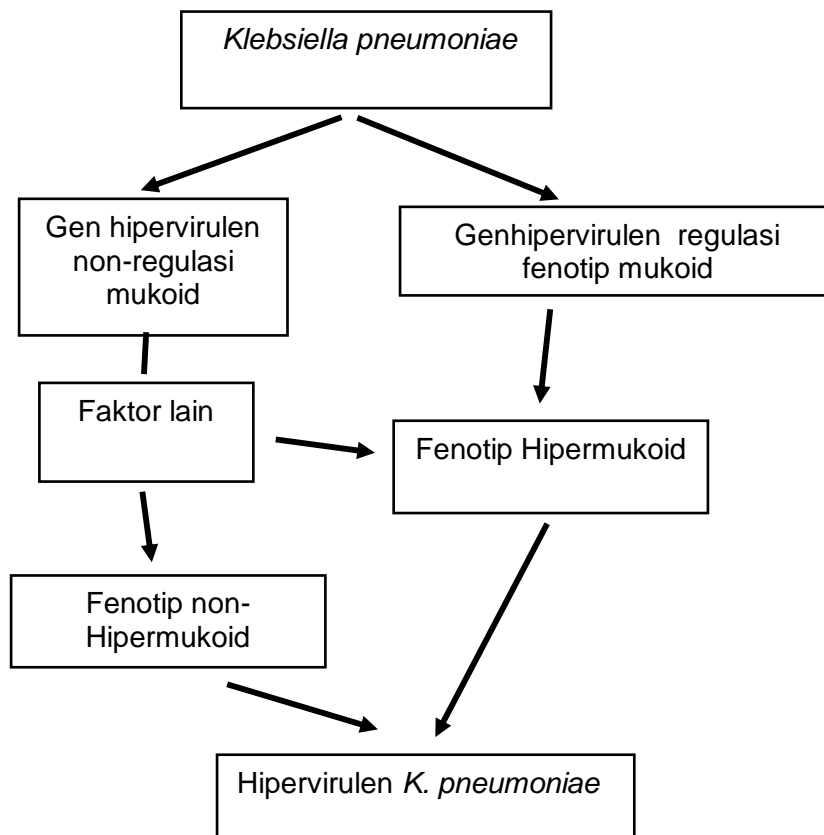 Klebsiella pneumoniae
Gen hipervirulen
non-regulasi
mukoid
Genhipervirulen regulasi
fenotip mukoid
Faktor lain
Fenotip Hipermukoid
Fenotip non-
Hipermukoid
Hipervirulen K. pneumoniae